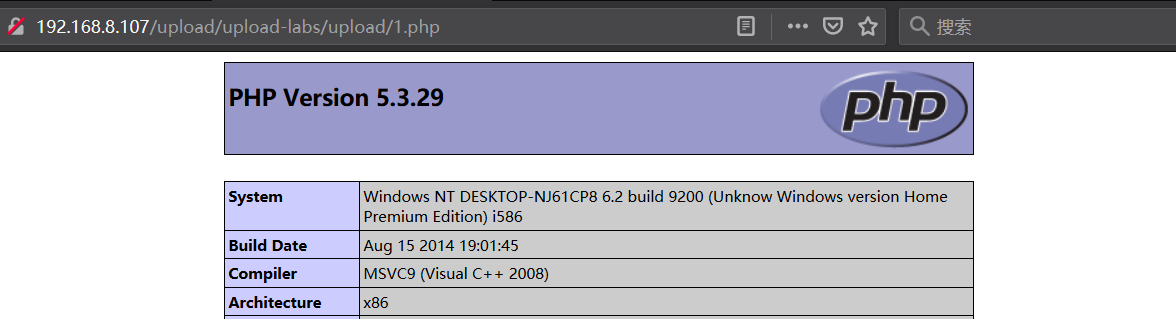 192.168.8.107/upload/upload-labs/upload/1.php
搜索
PHP Version 5.3.29
php
System
Windows NT DESKTOP-NJ61CP8 6.2 build 9200 (Unknow Windows version Home
Premium Edition) i586
Build Date
Aug 15 2014 19:01:45
Compiler
MSVC9 (Visual C++ 2008)
Architecture
x86